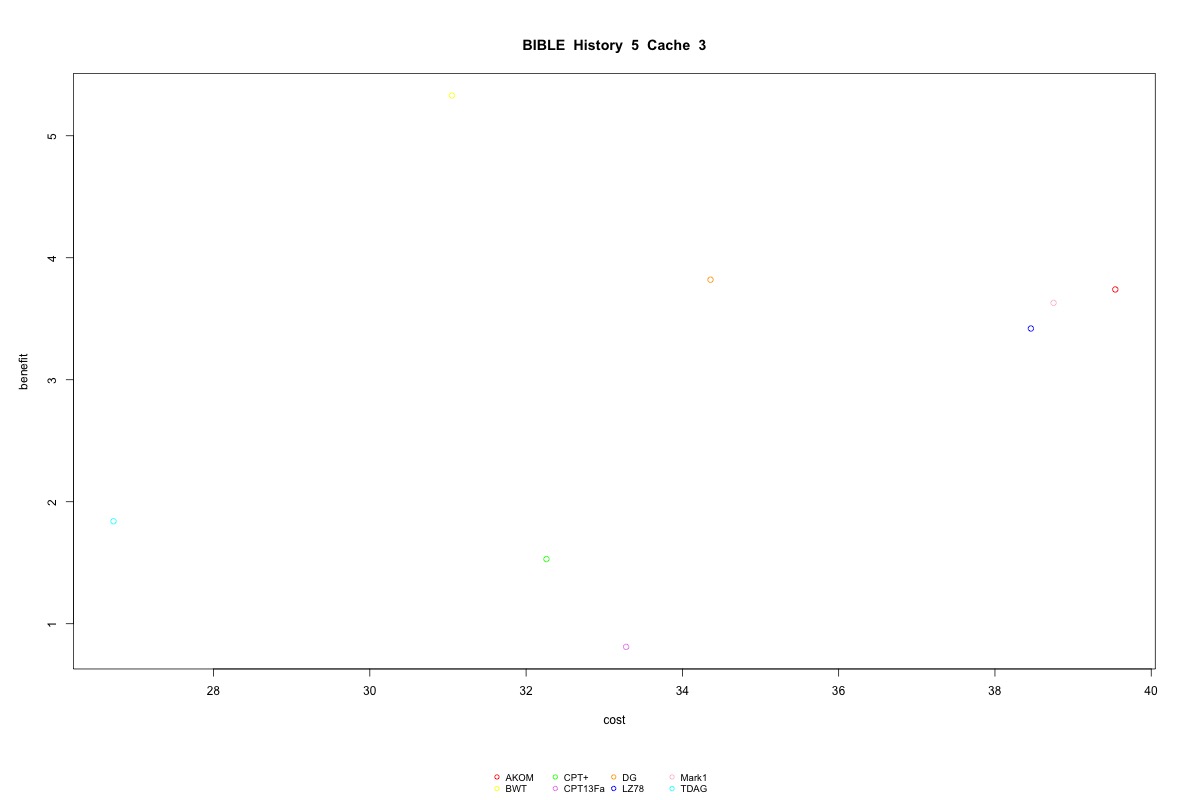 BIBLE History 5 Cache 3
benefit
5
4
3
2
1
28 30 32 34 36 38 40
cost
AKOM CPT+ DG Mark1
BWT CPT13Fa LZ78 TDAG